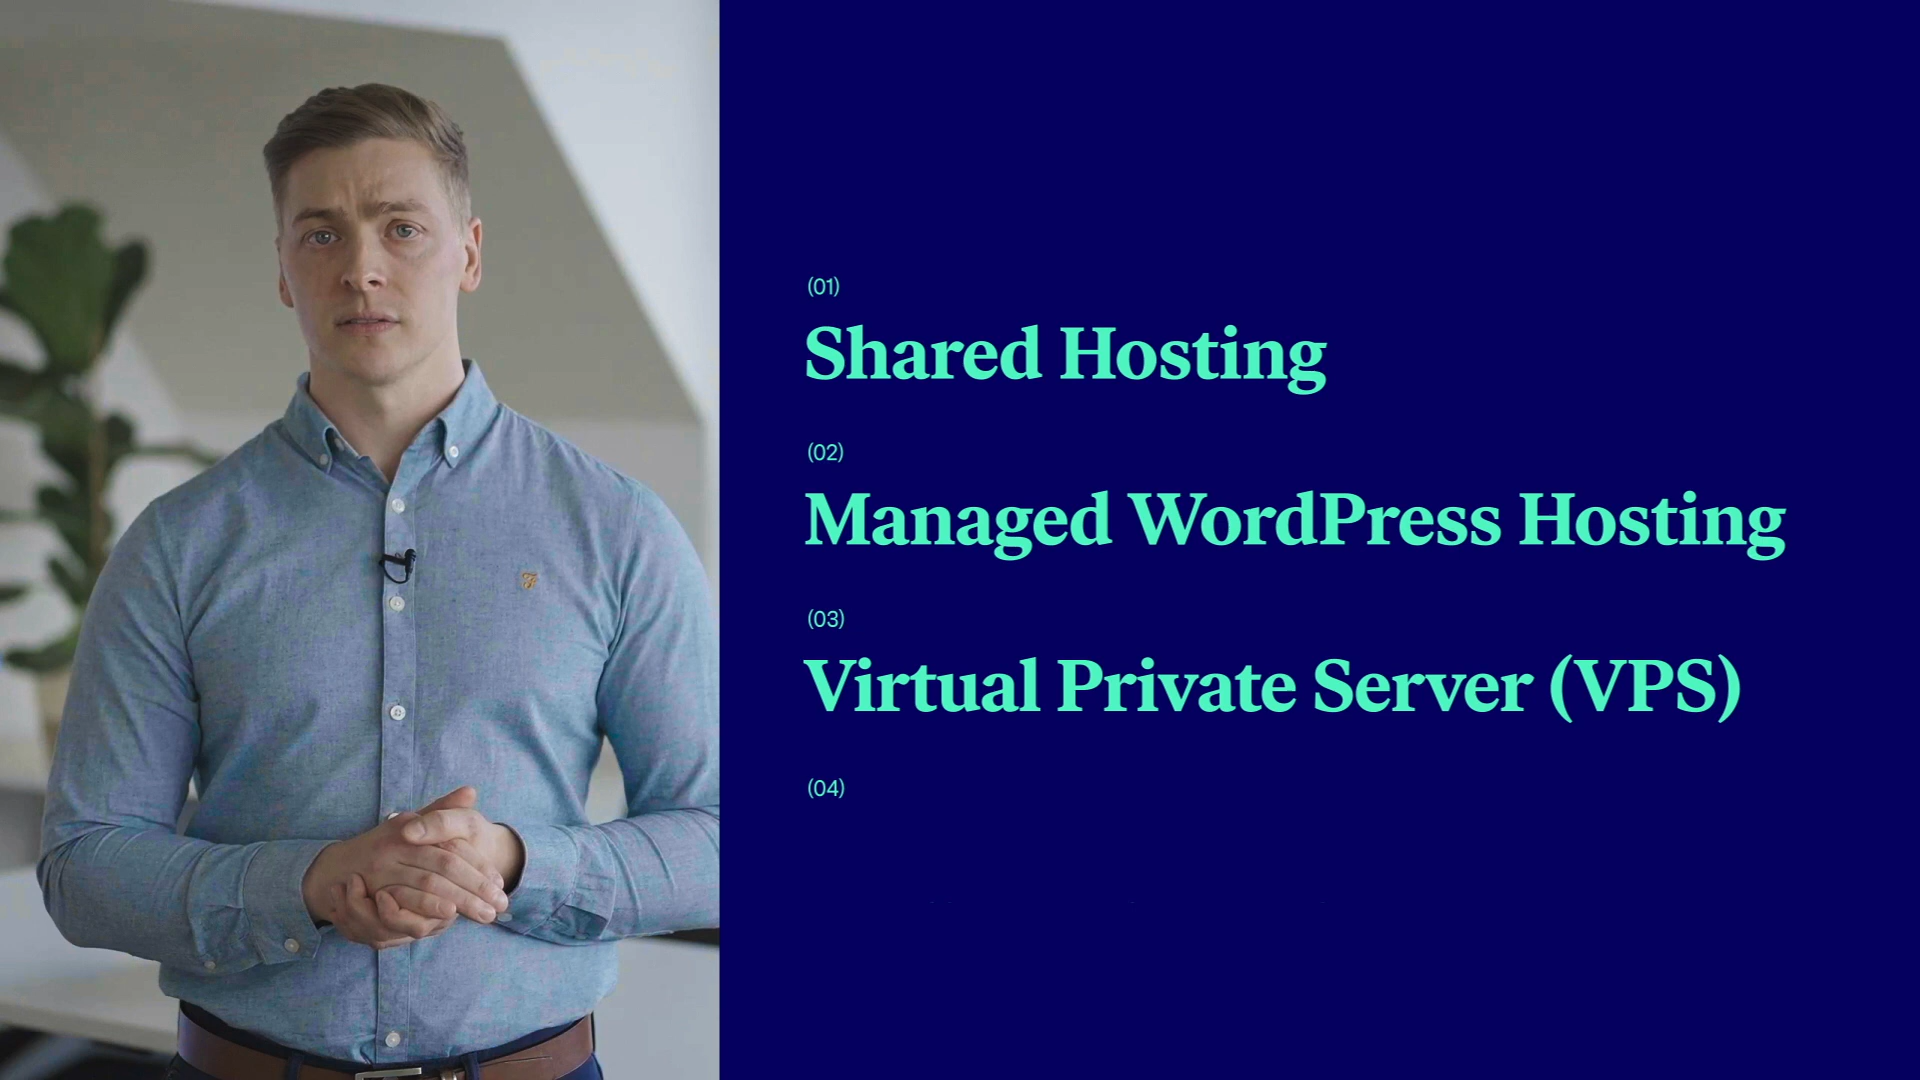 (01)
Shared Hosting
(02)
Managed WordPress Hosting
(03)
Virtual Private Server (VPS)
(04)